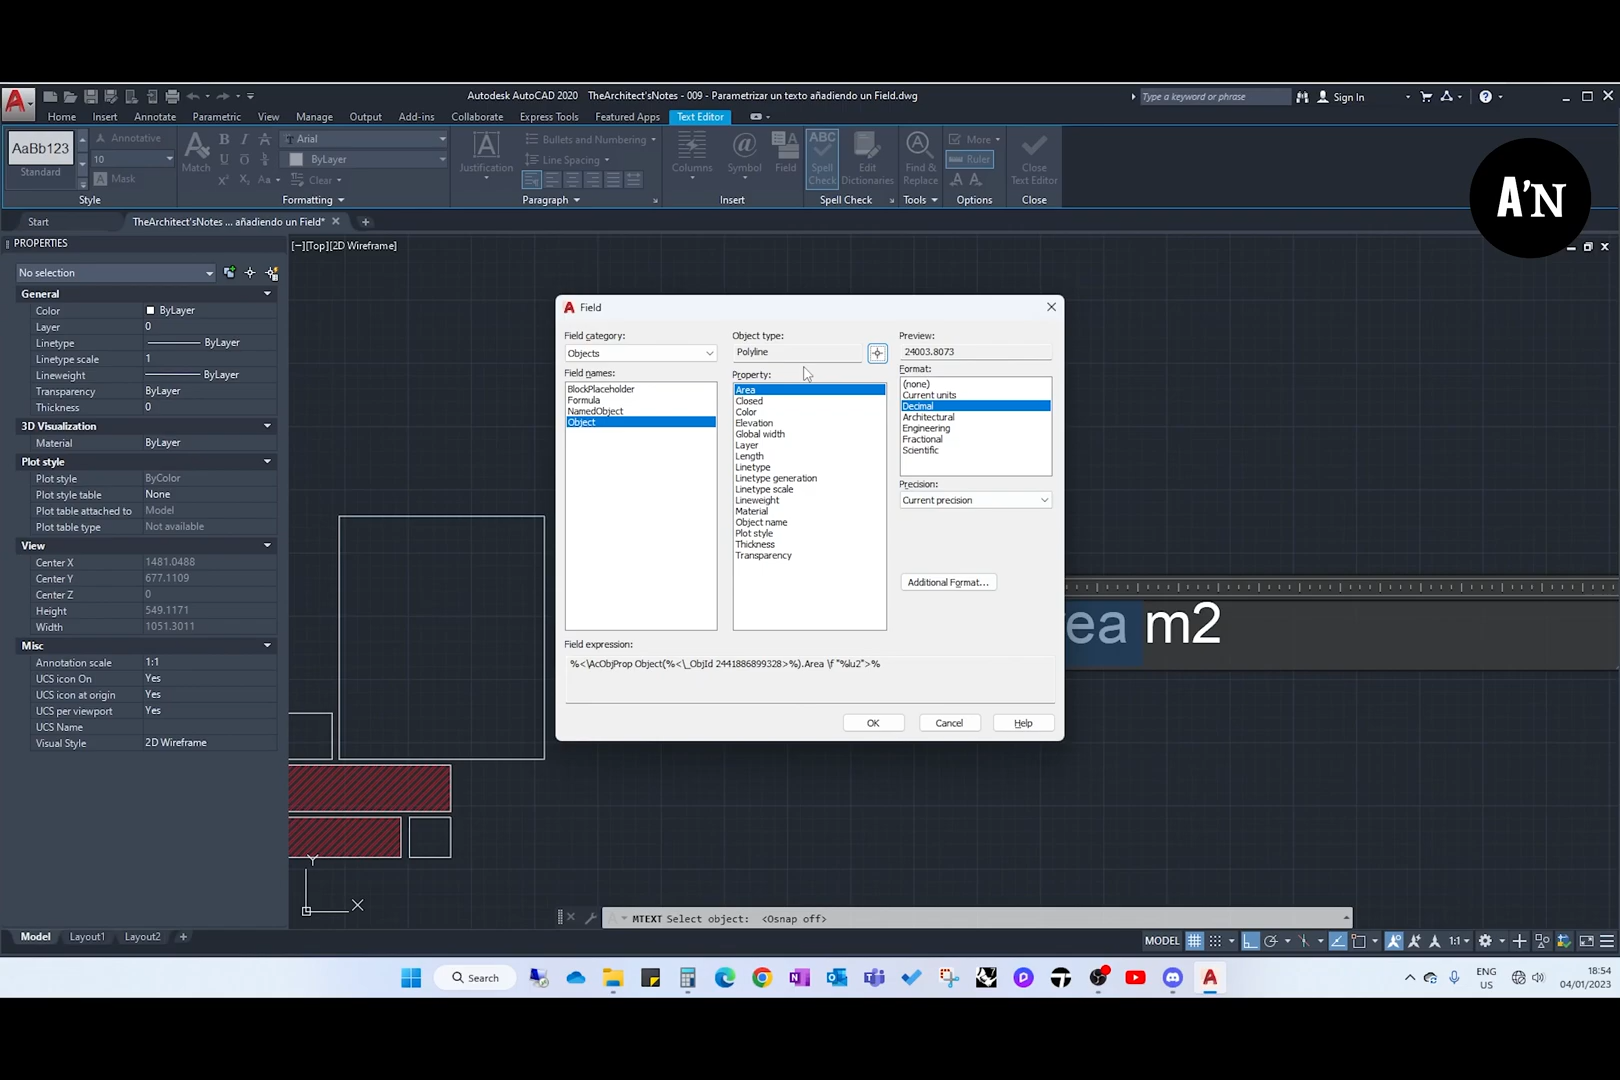 A'N
Autodesk AutoCAD 2020 TheArchitect'sNotes - 009 - Parametrizar un texto añadiendo un Field.dwg
Type a keyword or phrase
Sign In
Home Insert Annotate Parametric View Manage Output Add-ins Collaborate Express Tools Featured Apps Text Editor
AaBb123
Standard
Annotative
10
Mask
Style
Match
B I A
Arial
ByLayer
U O
Aa
Clear
Formatting
Justification
Bullets and Numbering
Line Spacing
Paragraph
Columns
Symbol
Field
Insert
ABC
Spell Check
Edit Dictionaries
Spell Check
Find & Replace
Tools
More
Ruler
Options
Close Text Editor
Close
Start
TheArchitect'sNotes ... añadiendo un Field*
PROPERTIES
[−][Top][2D Wireframe]
No selection
General
Color ByLayer
Layer 0
Linetype ByLayer
Linetype scale 1
Lineweight ByLayer
Transparency ByLayer
Thickness 0
3D Visualization
Material ByLayer
Plot style
Plot style ByColor
Plot style table None
Plot table attached to Model
Plot table type Not available
View
Center X 1481.0488
Center Y 677.1109
Center Z 0
Height 549.1171
Width 1051.3011
Misc
Annotation scale 1:1
UCS icon On Yes
UCS icon at origin Yes
UCS per viewport Yes
UCS Name
Visual Style 2D Wireframe
Field
Field category:
Objects
Field names:
BlockPlaceholder
Formula
NamedObject
Object
Object type:
Polyline
Property:
Area
Closed
Color
Elevation
Global width
Layer
Length
Linetype
Linetype generation
Linetype scale
Lineweight
Material
Object name
Plot style
Thickness
Transparency
Preview:
24003.8073
Format:
(none)
Current units
Decimal
Architectural
Engineering
Fractional
Scientific
Precision:
Current precision
Additional Format...
Field expression:
%<\AcObjProp Object(%<\_ObjId 2441886899328>%).Area \f "%lu2">%
OK Cancel Help
ea m2
Y
X
MTEXT Select object: <Osnap off>
Model Layout1 Layout2 +
MODEL
1:1
Search
ENG
US
18:54
04/01/2023